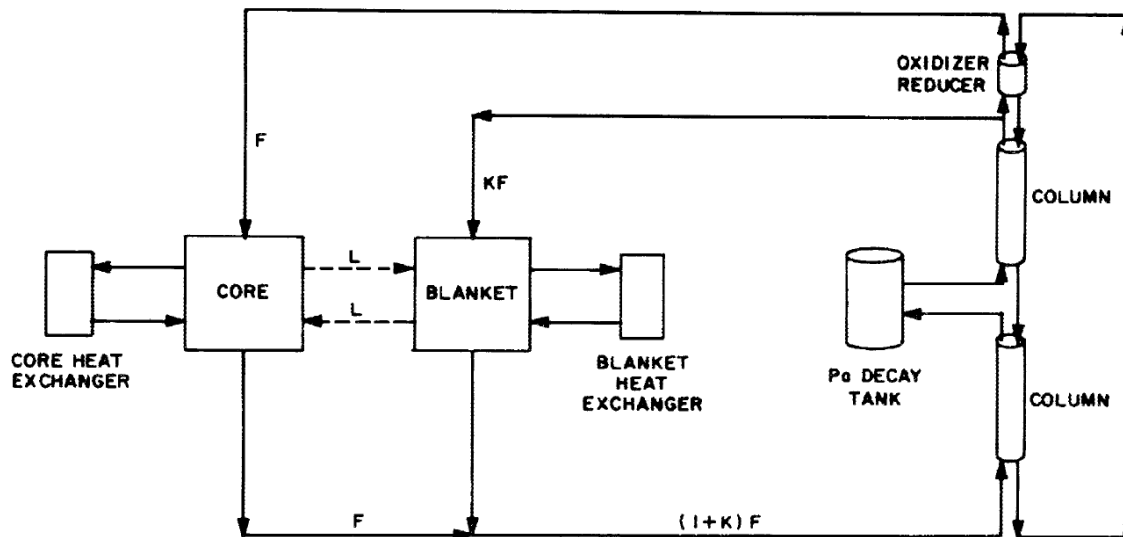 OXIDIZER
REDUCER
F
KF
COLUMN
L
CORE
BLANKET
L
CORE HEAT
EXCHANGER
BLANKET
HEAT
EXCHANGER
Pa DECAY
TANK
COLUMN
F
(1+K)F